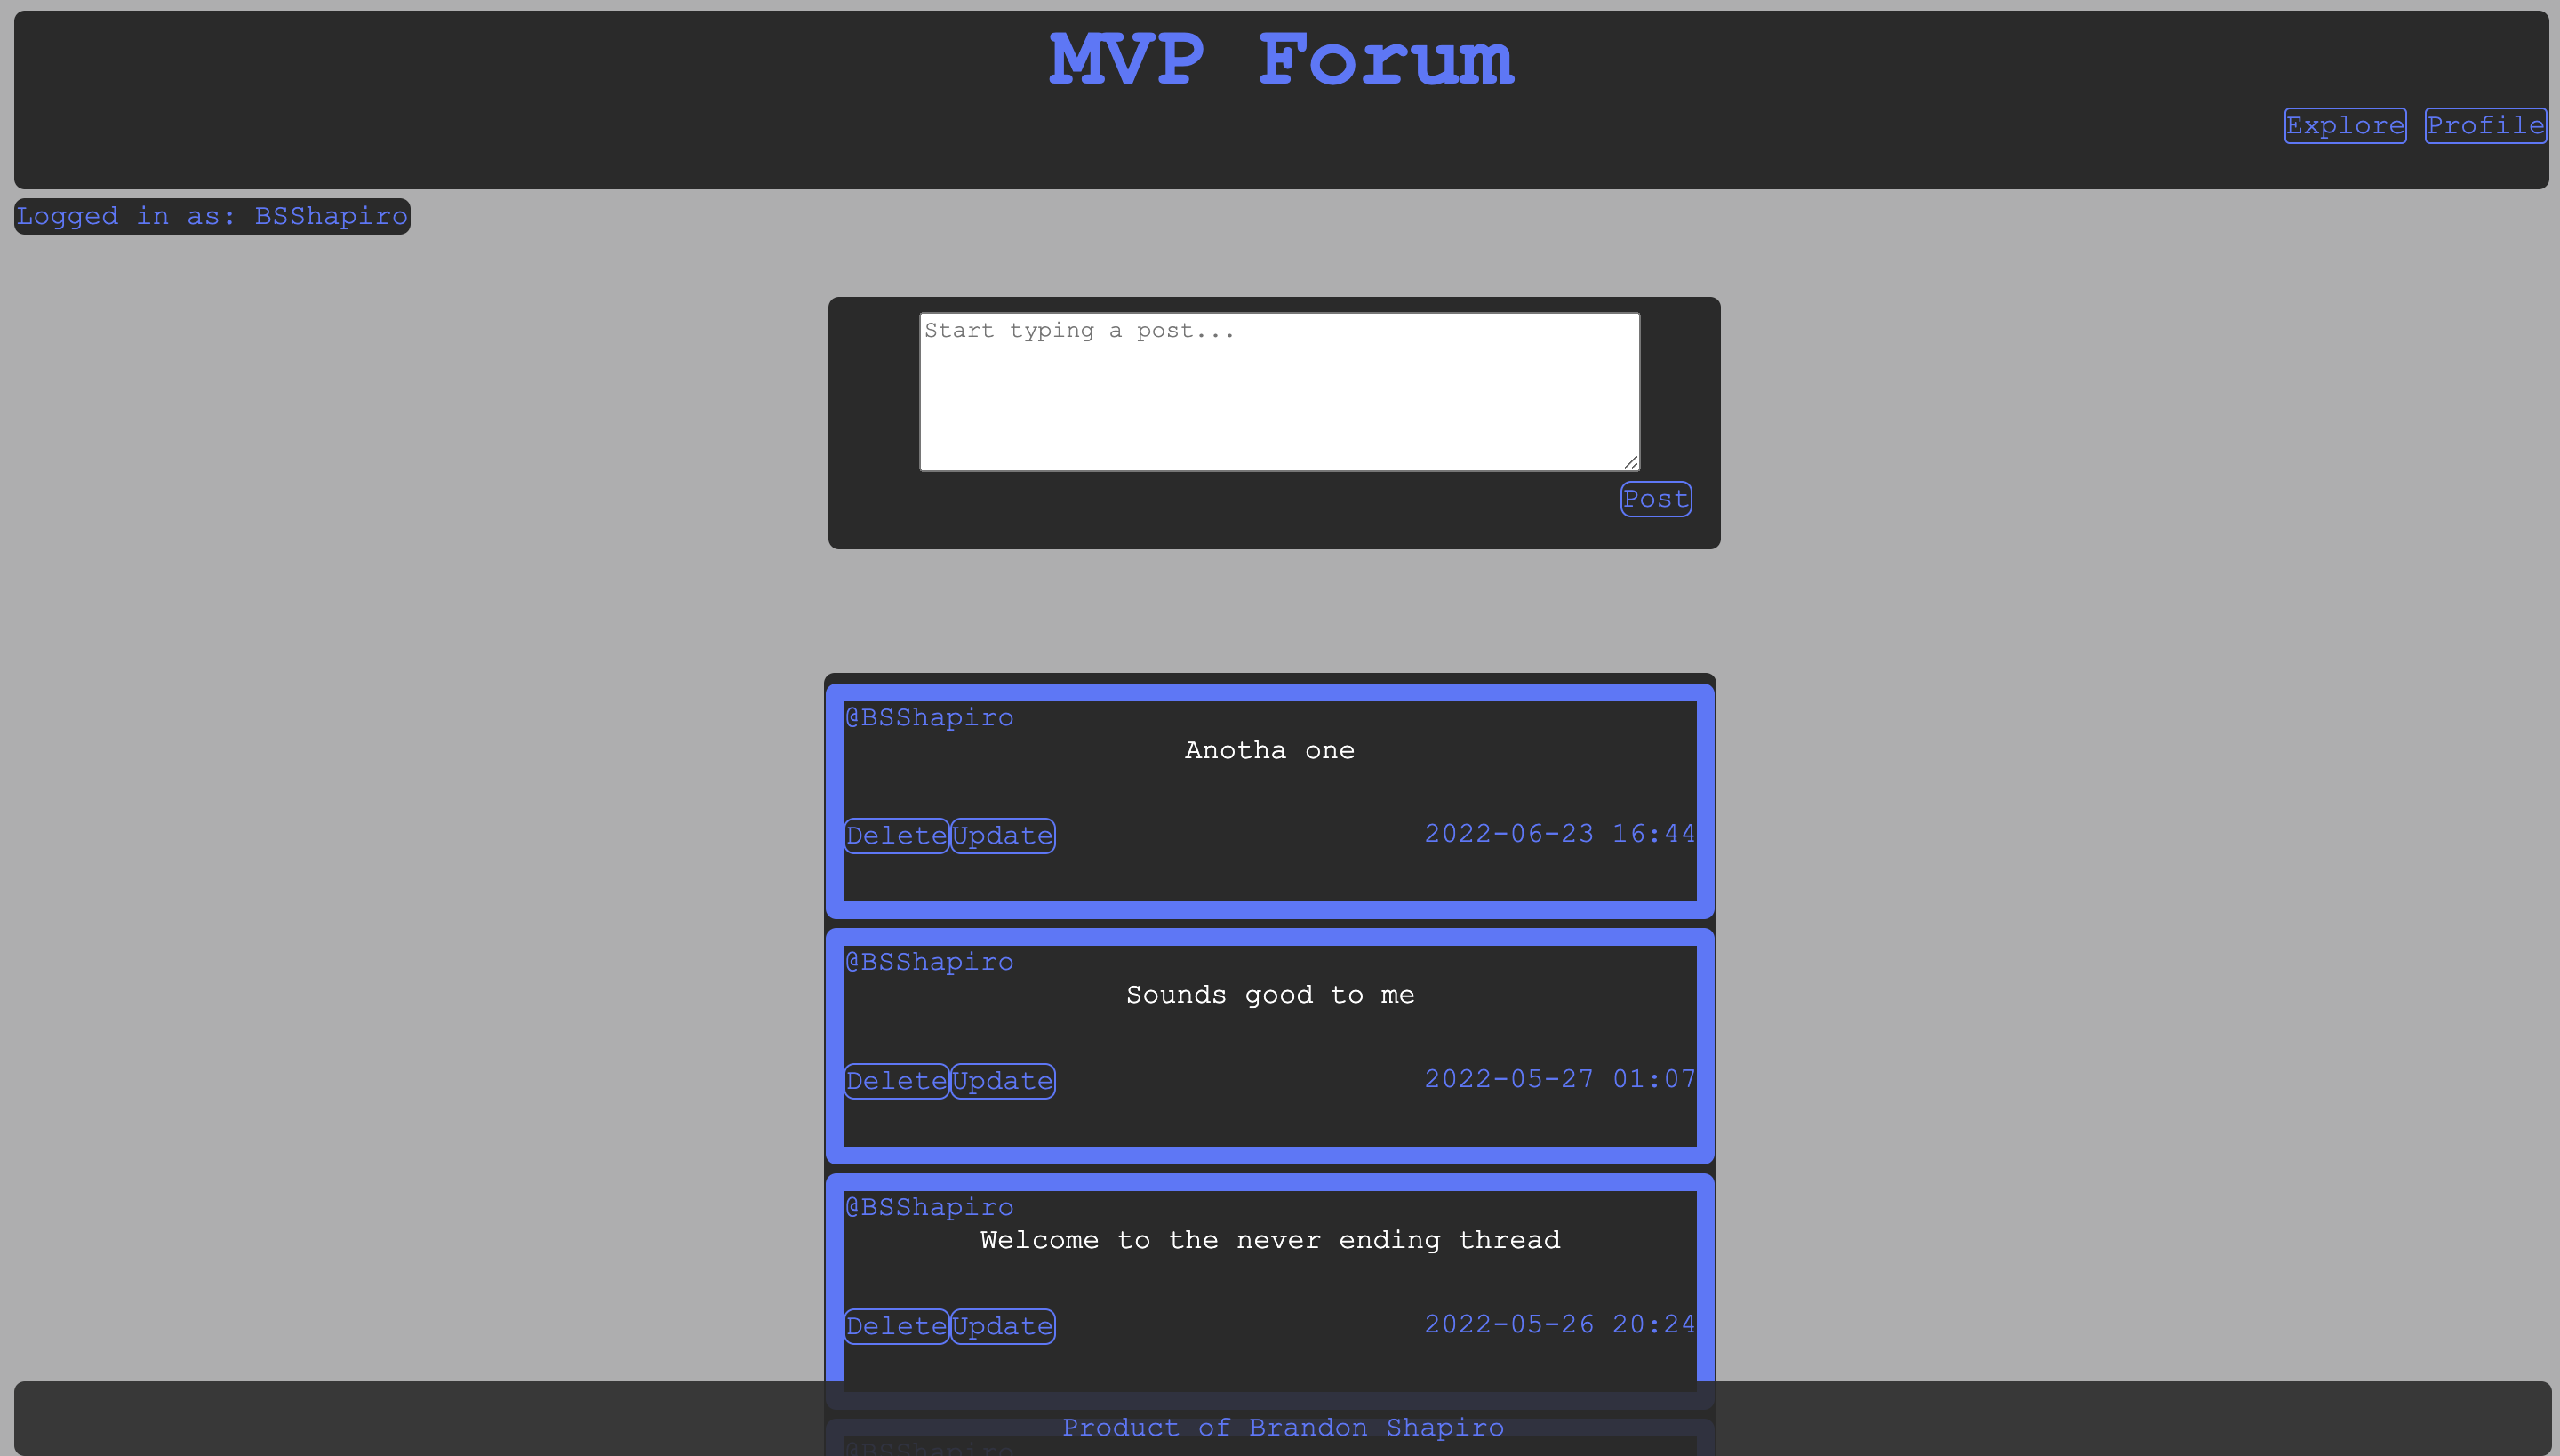 MVP Forum
Explore Profile
Logged in as: BSShapiro
Start typing a post...
Post
@BSShapiro
Anotha one
Delete Update 2022-06-23 16:44
@BSShapiro
Sounds good to me
Delete Update 2022-05-27 01:07
@BSShapiro
Welcome to the never ending thread
Delete Update 2022-05-26 20:24
Product of Brandon Shapiro
@BSShapiro